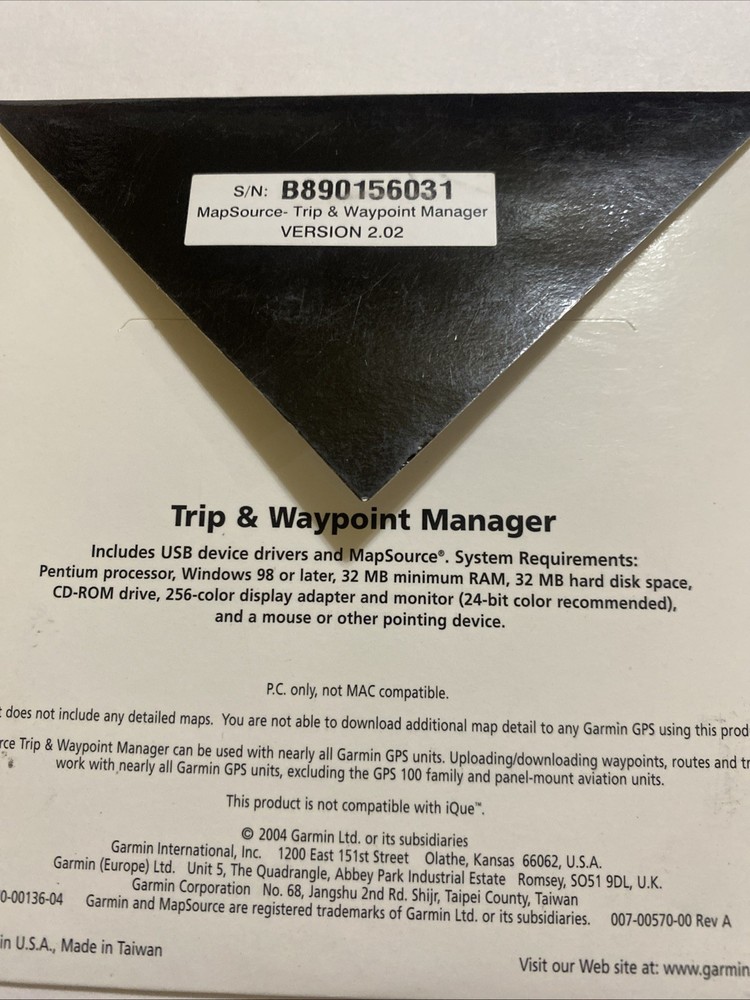 S/N: B890156031
MapSource- Trip & Waypoint Manager
VERSION 2.02
Trip & Waypoint Manager
Includes USB device drivers and MapSource®. System Requirements:
Pentium processor, Windows 98 or later, 32 MB minimum RAM, 32 MB hard disk space,
CD-ROM drive, 256-color display adapter and monitor (24-bit color recommended),
and a mouse or other pointing device.
P.C. only, not MAC compatible.
does not include any detailed maps. You are not able to download additional map detail to any Garmin GPS using this prod
rce Trip & Waypoint Manager can be used with nearly all Garmin GPS units. Uploading/downloading waypoints, routes and tr
work with nearly all Garmin GPS units, excluding the GPS 100 family and panel-mount aviation units.
This product is not compatible with iQue™.
© 2004 Garmin Ltd. or its subsidiaries
Garmin International, Inc. 1200 East 151st Street Olathe, Kansas 66062, U.S.A.
Garmin (Europe) Ltd. Unit 5, The Quadrangle, Abbey Park Industrial Estate Romsey, SO51 9DL, U.K.
Garmin Corporation No. 68, Jangshu 2nd Rd. Shijr, Taipei County, Taiwan
0-00136-04 Garmin and MapSource are registered trademarks of Garmin Ltd. or its subsidiaries. 007-00570-00 Rev A
in U.S.A., Made in Taiwan
Visit our Web site at: www.garmin